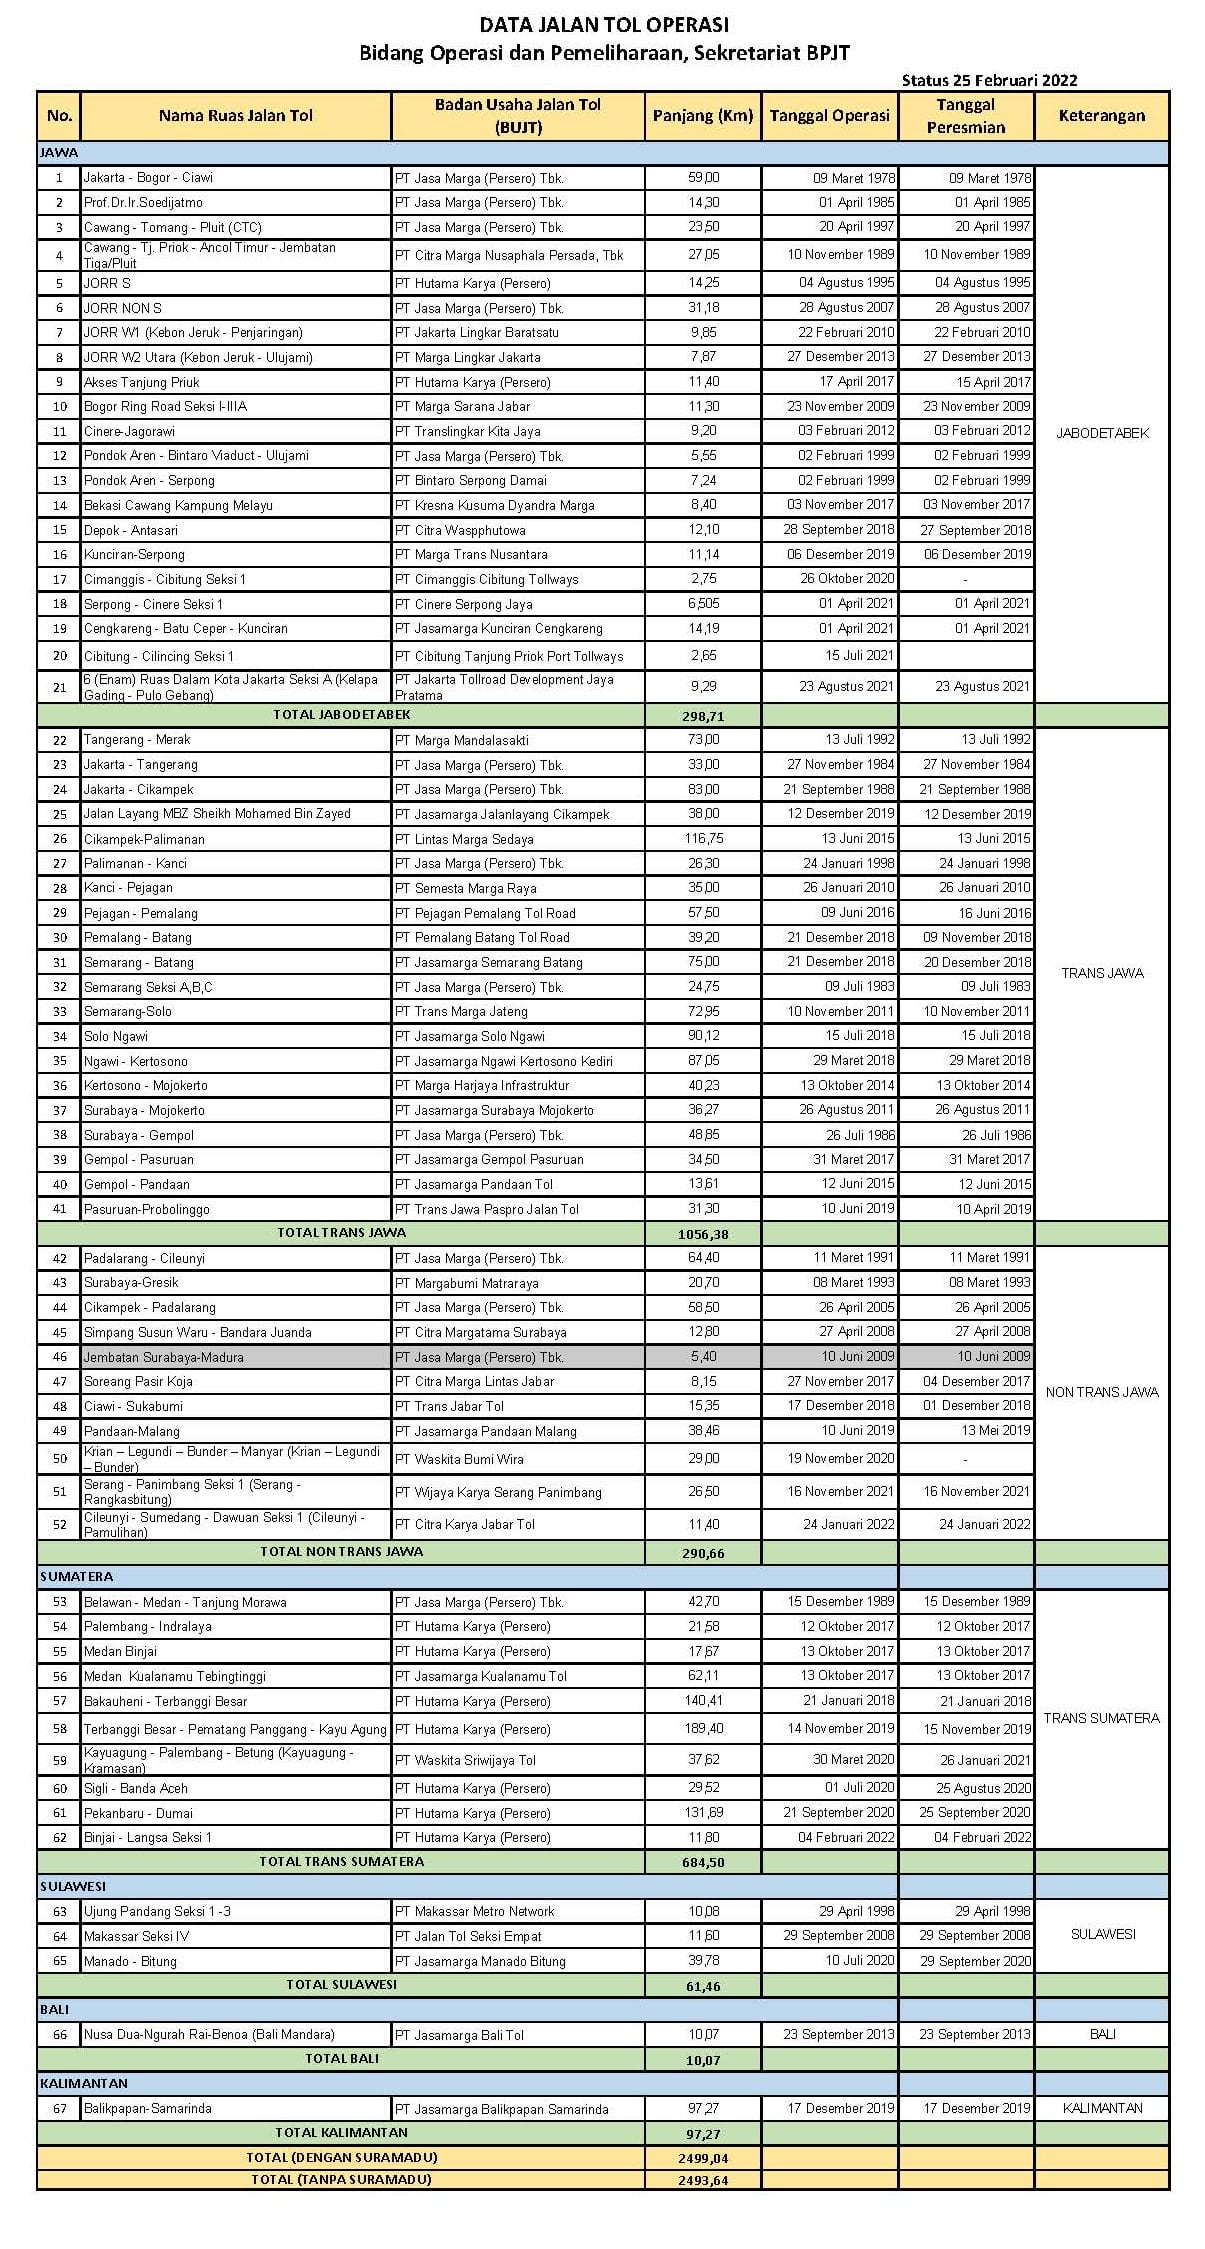 DATA JALAN TOL OPERASI
Bidang Operasi dan Pemeliharaan, Sekretariat BPJT
Status 25 Februari 2022
No. Nama Ruas Jalan Tol Badan Usaha Jalan Tol (BUJT) Panjang (Km) Tanggal Operasi Tanggal Peresmian Keterangan
JAWA
1 Jakarta - Bogor - Ciawi PT Jasa Marga (Persero) Tbk. 59,00 09 Maret 1978 09 Maret 1978
2 Prof.Dr.Ir.Soedijatmo PT Jasa Marga (Persero) Tbk. 14,30 01 April 1985 01 April 1985
3 Cawang - Tomang - Pluit (CTC) PT Jasa Marga (Persero) Tbk. 23,50 20 April 1997 20 April 1997
4 Cawang - Tj. Priok - Ancol Timur - Jembatan Tiga/Pluit PT Citra Marga Nusaphala Persada, Tbk 27,05 10 November 1989 10 November 1989
5 JORR S PT Hutama Karya (Persero) 14,25 04 Agustus 1995 04 Agustus 1995
6 JORR NON S PT Jasa Marga (Persero) Tbk. 31,18 28 Agustus 2007 28 Agustus 2007
7 JORR W1 (Kebon Jeruk - Penjaringan) PT Jakarta Lingkar Baratsatu 9,85 22 Februari 2010 22 Februari 2010
8 JORR W2 Utara (Kebon Jeruk - Ulujami) PT Marga Lingkar Jakarta 7,87 27 Desember 2013 27 Desember 2013
9 Akses Tanjung Priuk PT Hutama Karya (Persero) 11,40 17 April 2017 15 April 2017
10 Bogor Ring Road Seksi I-IIIA PT Marga Sarana Jabar 11,30 23 November 2009 23 November 2009
11 Cinere-Jagorawi PT Translingkar Kita Jaya 9,20 03 Februari 2012 03 Februari 2012
JABODETABEK
12 Pondok Aren - Bintaro Viaduct - Ulujami PT Jasa Marga (Persero) Tbk. 5,55 02 Februari 1999 02 Februari 1999
13 Pondok Aren - Serpong PT Bintaro Serpong Damai 7,24 02 Februari 1999 02 Februari 1999
14 Bekasi Cawang Kampung Melayu PT Kresna Kusuma Dyandra Marga 8,40 03 November 2017 03 November 2017
15 Depok - Antasari PT Citra Waspphutowa 12,10 28 September 2018 27 September 2018
16 Kunciran-Serpong PT Marga Trans Nusantara 11,14 06 Desember 2019 06 Desember 2019
17 Cimanggis - Cibitung Seksi 1 PT Cimanggis Cibitung Tollways 2,75 26 Oktober 2020 -
18 Serpong - Cinere Seksi 1 PT Cinere Serpong Jaya 6,505 01 April 2021 01 April 2021
19 Cengkareng - Batu Ceper - Kunciran PT Jasamarga Kunciran Cengkareng 14,19 01 April 2021 01 April 2021
20 Cibitung - Cilincing Seksi 1 PT Cibitung Tanjung Priok Port Tollways 2,65 15 Juli 2021
21 6 (Enam) Ruas Dalam Kota Jakarta Seksi A (Kelapa Gading - Pulo Gebang) PT Jakarta Tollroad Development Jaya Pratama 9,29 23 Agustus 2021 23 Agustus 2021
TOTAL JABODETABEK 298,71
22 Tangerang - Merak PT Marga Mandalasakti 73,00 13 Juli 1992 13 Juli 1992
23 Jakarta - Tangerang PT Jasa Marga (Persero) Tbk. 33,00 27 November 1984 27 November 1984
24 Jakarta - Cikampek PT Jasa Marga (Persero) Tbk. 83,00 21 September 1988 21 September 1988
25 Jalan Layang MBZ Sheikh Mohamed Bin Zayed PT Jasamarga Jalanlayang Cikampek 38,00 12 Desember 2019 12 Desember 2019
26 Cikampek-Palimanan PT Lintas Marga Sedaya 116,75 13 Juni 2015 13 Juni 2015
27 Palimanan - Kanci PT Jasa Marga (Persero) Tbk. 26,30 24 Januari 1998 24 Januari 1998
28 Kanci - Pejagan PT Semesta Marga Raya 35,00 26 Januari 2010 26 Januari 2010
29 Pejagan - Pemalang PT Pejagan Pemalang Tol Road 57,50 09 Juni 2016 16 Juni 2016
30 Pemalang - Batang PT Pemalang Batang Tol Road 39,20 21 Desember 2018 09 November 2018
31 Semarang - Batang PT Jasamarga Semarang Batang 75,00 21 Desember 2018 20 Desember 2018
TRANS JAWA
32 Semarang Seksi A,B,C PT Jasa Marga (Persero) Tbk. 24,75 09 Juli 1983 09 Juli 1983
33 Semarang-Solo PT Trans Marga Jateng 72,95 10 November 2011 10 November 2011
34 Solo Ngawi PT Jasamarga Solo Ngawi 90,12 15 Juli 2018 15 Juli 2018
35 Ngawi - Kertosono PT Jasamarga Ngawi Kertosono Kediri 87,05 29 Maret 2018 29 Maret 2018
36 Kertosono - Mojokerto PT Marga Harjaya Infrastruktur 40,23 13 Oktober 2014 13 Oktober 2014
37 Surabaya - Mojokerto PT Jasamarga Surabaya Mojokerto 36,27 26 Agustus 2011 26 Agustus 2011
38 Surabaya - Gempol PT Jasa Marga (Persero) Tbk. 48,85 26 Juli 1986 26 Juli 1986
39 Gempol - Pasuruan PT Jasamarga Gempol Pasuruan 34,50 31 Maret 2017 31 Maret 2017
40 Gempol - Pandaan PT Jasamarga Pandaan Tol 13,61 12 Juni 2015 12 Juni 2015
41 Pasuruan-Probolinggo PT Trans Jawa Paspro Jalan Tol 31,30 10 Juni 2019 10 April 2019
TOTAL TRANS JAWA 1056,38
42 Padalarang - Cileunyi PT Jasa Marga (Persero) Tbk. 64,40 11 Maret 1991 11 Maret 1991
43 Surabaya-Gresik PT Margabumi Matraraya 20,70 08 Maret 1993 08 Maret 1993
44 Cikampek - Padalarang PT Jasa Marga (Persero) Tbk. 58,50 26 April 2005 26 April 2005
45 Simpang Susun Waru - Bandara Juanda PT Citra Margatama Surabaya 12,80 27 April 2008 27 April 2008
46 Jembatan Surabaya-Madura PT Jasa Marga (Persero) Tbk. 5,40 10 Juni 2009 10 Juni 2009
47 Soreang Pasir Koja PT Citra Marga Lintas Jabar 8,15 27 November 2017 04 Desember 2017
NON TRANS JAWA
48 Ciawi - Sukabumi PT Trans Jabar Tol 15,35 17 Desember 2018 01 Desember 2018
49 Pandaan-Malang PT Jasamarga Pandaan Malang 38,46 10 Juni 2019 13 Mei 2019
50 Krian – Legundi – Bunder – Manyar (Krian – Legundi – Bunder) PT Waskita Bumi Wira 29,00 19 November 2020 -
51 Serang - Panimbang Seksi 1 (Serang - Rangkasbitung) PT Wijaya Karya Serang Panimbang 26,50 16 November 2021 16 November 2021
52 Cileunyi - Sumedang - Dawuan Seksi 1 (Cileunyi - Pamulihan) PT Citra Karya Jabar Tol 11,40 24 Januari 2022 24 Januari 2022
TOTAL NON TRANS JAWA 290,66
SUMATERA
53 Belawan - Medan - Tanjung Morawa PT Jasa Marga (Persero) Tbk. 42,70 15 Desember 1989 15 Desember 1989
54 Palembang - Indralaya PT Hutama Karya (Persero) 21,58 12 Oktober 2017 12 Oktober 2017
55 Medan Binjai PT Hutama Karya (Persero) 17,67 13 Oktober 2017 13 Oktober 2017
56 Medan Kualanamu Tebingtinggi PT Jasamarga Kualanamu Tol 62,11 13 Oktober 2017 13 Oktober 2017
57 Bakauheni - Terbanggi Besar PT Hutama Karya (Persero) 140,41 21 Januari 2018 21 Januari 2018
TRANS SUMATERA
58 Terbanggi Besar - Pematang Panggang - Kayu Agung PT Hutama Karya (Persero) 189,40 14 November 2019 15 November 2019
59 Kayuagung - Palembang - Betung (Kayuagung - Kramasan) PT Waskita Sriwijaya Tol 37,62 30 Maret 2020 26 Januari 2021
60 Sigli - Banda Aceh PT Hutama Karya (Persero) 29,52 01 Juli 2020 25 Agustus 2020
61 Pekanbaru - Dumai PT Hutama Karya (Persero) 131,69 21 September 2020 25 September 2020
62 Binjai - Langsa Seksi 1 PT Hutama Karya (Persero) 11,80 04 Februari 2022 04 Februari 2022
TOTAL TRANS SUMATERA 684,50
SULAWESI
63 Ujung Pandang Seksi 1 -3 PT Makassar Metro Network 10,08 29 April 1998 29 April 1998
64 Makassar Seksi IV PT Jalan Tol Seksi Empat 11,60 29 September 2008 29 September 2008 SULAWESI
65 Manado - Bitung PT Jasamarga Manado Bitung 39,78 10 Juli 2020 29 September 2020
TOTAL SULAWESI 61,46
BALI
66 Nusa Dua-Ngurah Rai-Benoa (Bali Mandara) PT Jasamarga Bali Tol 10,07 23 September 2013 23 September 2013 BALI
TOTAL BALI 10,07
KALIMANTAN
67 Balikpapan-Samarinda PT Jasamarga Balikpapan Samarinda 97,27 17 Desember 2019 17 Desember 2019 KALIMANTAN
TOTAL KALIMANTAN 97,27
TOTAL (DENGAN SURAMADU) 2499,04
TOTAL (TANPA SURAMADU) 2493,64